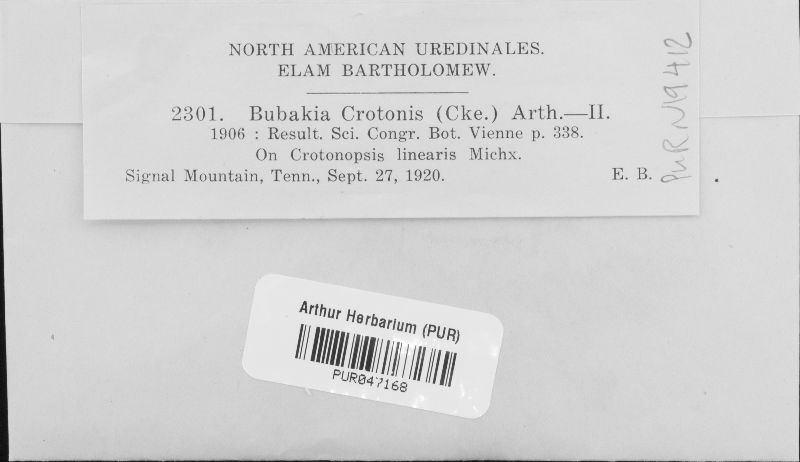 NORTH AMERICAN UREDINALES.
ELAM BARTHOLOMEW.
2301. Bubakia Crotonis (Cke.) Arth.—II.
1906 : Result. Sci. Congr. Bot. Vienne p. 338.
On Crotonopsis linearis Michx.
Signal Mountain, Tenn., Sept. 27, 1920. E. B.
PUR N19412
Arthur Herbarium (PUR)
PUR047168